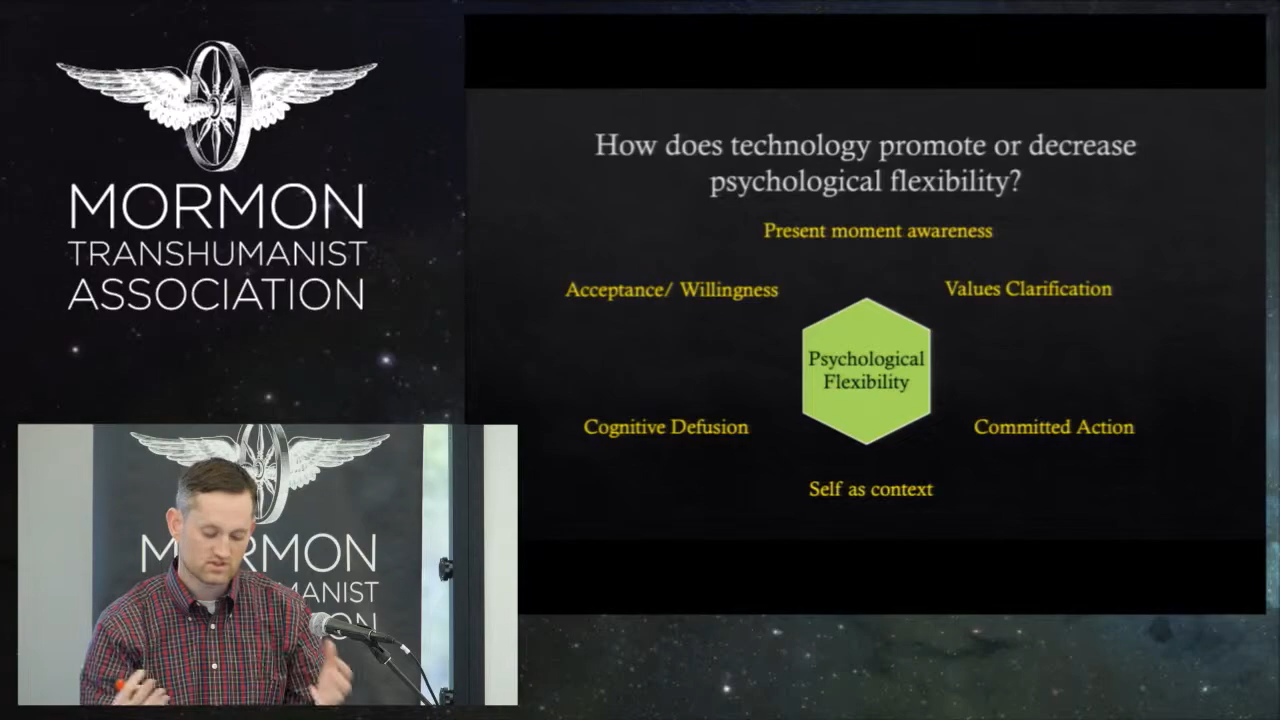 MORMON
TRANSHUMANIST
ASSOCIATION
How does technology promote or decrease
psychological flexibility?
Present moment awareness
Acceptance/ Willingness
Values Clarification
Psychological
Flexibility
Cognitive Defusion
Committed Action
Self as context
MORMON